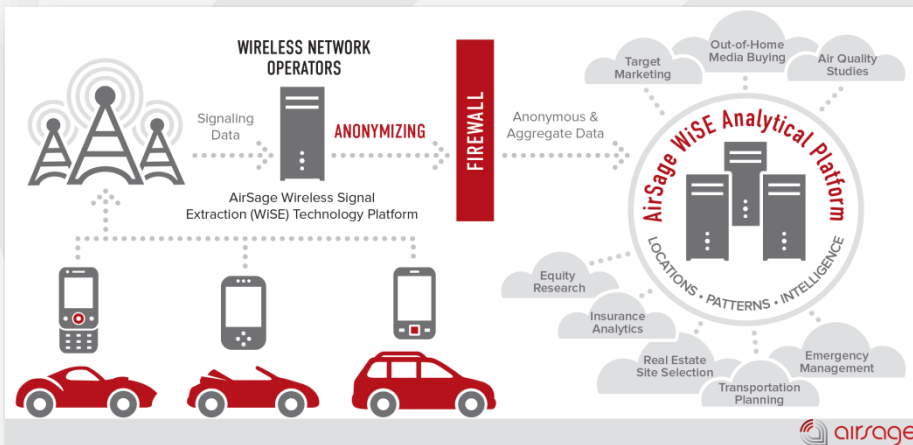 WIRELESS NETWORK
OPERATORS
Signaling
Data
ANONYMIZING
FIREWALL
Anonymous &
Aggregate Data
AirSage Wireless Signal
Extraction (WiSE) Technology Platform
Target
Marketing
Out-of-Home
Media Buying
Air Quality
Studies
AirSage WiSE Analytical Platform
LOCATIONS • PATTERNS • INTELLIGENCE
Equity
Research
Insurance
Analytics
Real Estate
Site Selection
Transportation
Planning
Emergency
Management
airsage